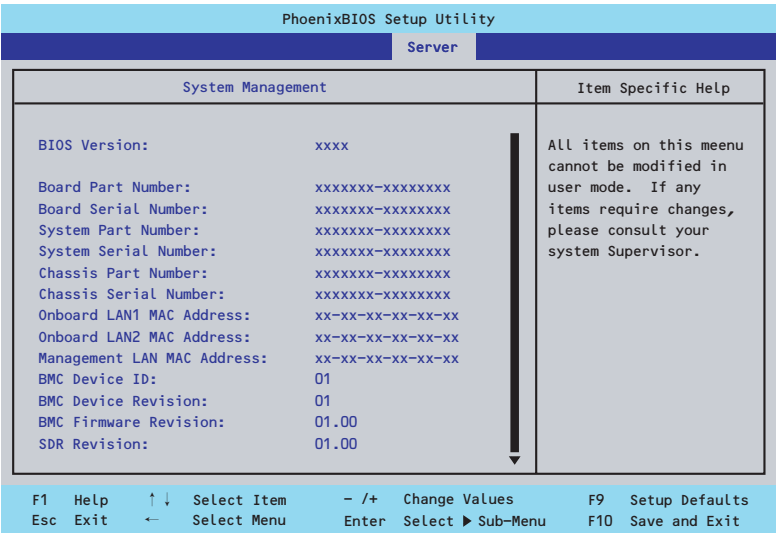 PhoenixBIOS Setup Utility
Server
System Management
Item Specific Help
BIOS Version: xxxx
Board Part Number: xxxxxxx-xxxxxxxx
Board Serial Number: xxxxxxx-xxxxxxxx
System Part Number: xxxxxxx-xxxxxxxx
System Serial Number: xxxxxxx-xxxxxxxx
Chassis Part Number: xxxxxxx-xxxxxxxx
Chassis Serial Number: xxxxxxx-xxxxxxxx
Onboard LAN1 MAC Address: xx-xx-xx-xx-xx-xx
Onboard LAN2 MAC Address: xx-xx-xx-xx-xx-xx
Management LAN MAC Address: xx-xx-xx-xx-xx-xx
BMC Device ID: 01
BMC Device Revision: 01
BMC Firmware Revision: 01.00
SDR Revision: 01.00
All items on this meenu
cannot be modified in
user mode. If any
items require changes,
please consult your
system Supervisor.
F1 Help ↑↓ Select Item - /+ Change Values F9 Setup Defaults
Esc Exit ← Select Menu Enter Select ▶ Sub-Menu F10 Save and Exit